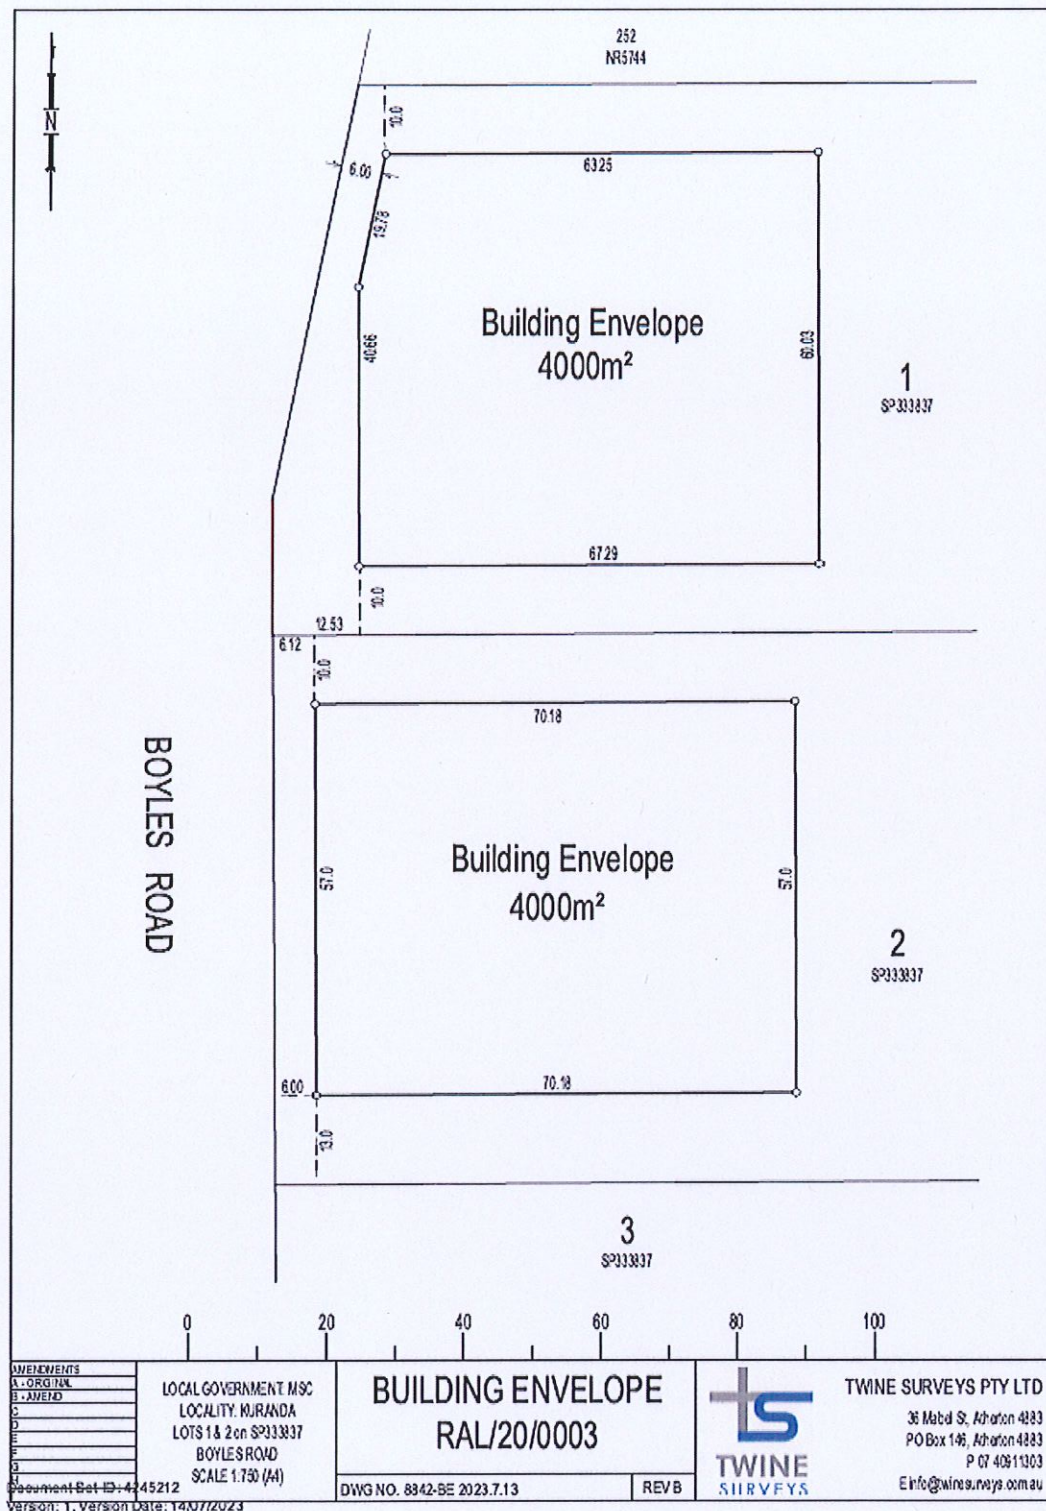 252
NR5744
N
10.0
63.25
6.00
19.78
Building Envelope
4000m²
40.66
60.03
1
SP333837
67.29
10.0
12.53
6.12
10.0
70.18
BOYLES ROAD
Building Envelope
4000m²
57.0
57.0
2
SP333837
6.00
70.18
13.0
3
SP333837
0 20 40 60 80 100
AMENDMENTS
A - ORGINAL
B - AMEND
C
D
E
F
G
H
LOCAL GOVERNMENT: MSC
LOCALITY: KURANDA
LOTS 1 & 2 on SP333837
BOYLES ROAD
SCALE 1:750 (A4)
BUILDING ENVELOPE
RAL/20/0003
DWG NO. 8842-BE 2023.7.13
REV B
TWINE
SURVEYS
TWINE SURVEYS PTY LTD
36 Mabel St, Atherton 4883
PO Box 146, Atherton 4883
P 07 40911303
E info@twinesurveys.com.au
Document Set ID: 4245212
Version: 1, Version Date: 14/07/2023